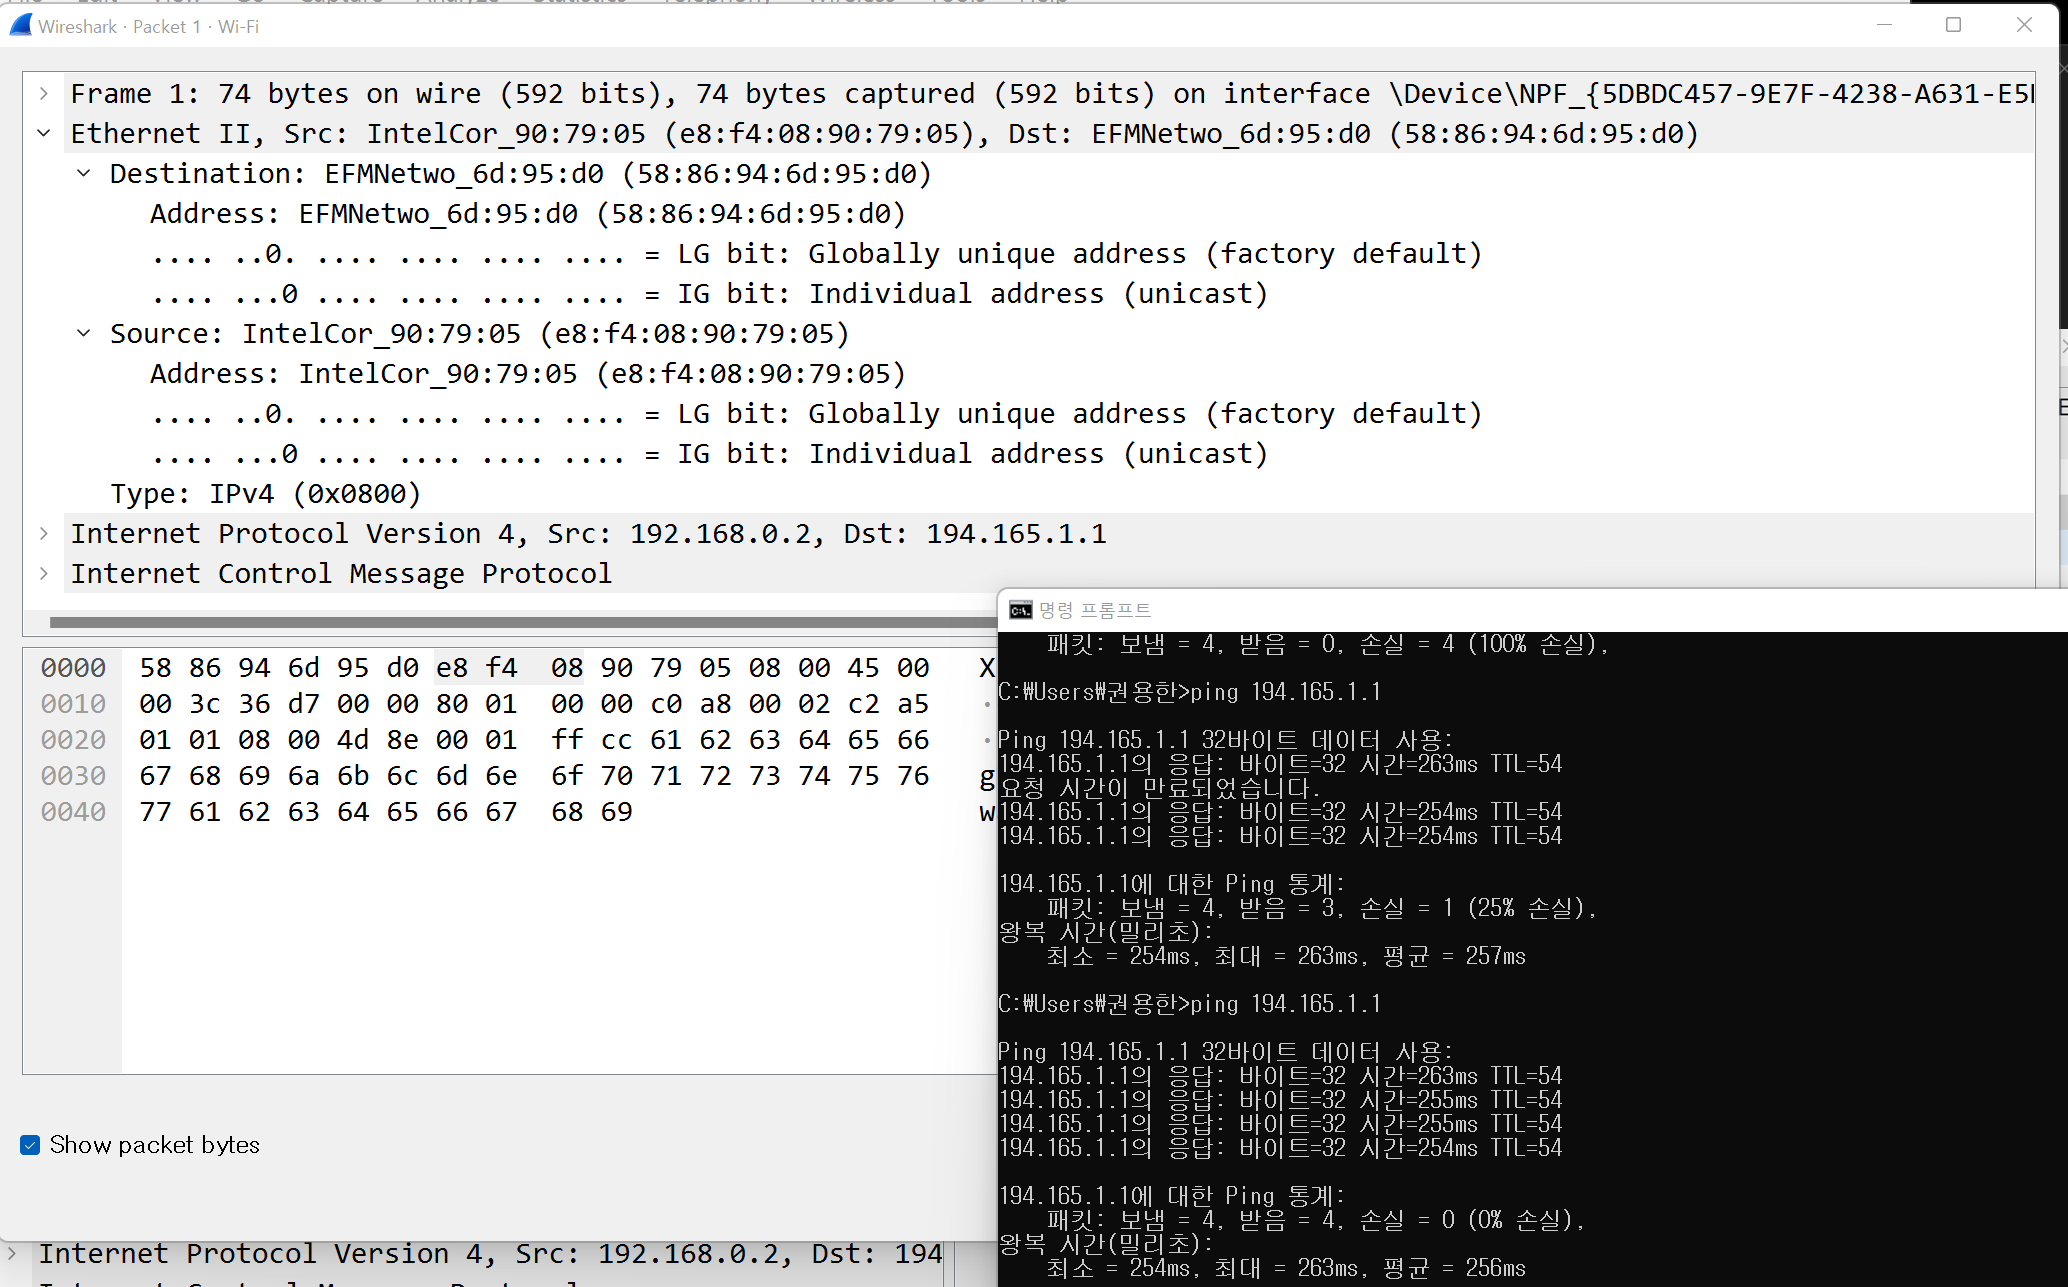 Wireshark · Packet 1 · Wi-Fi
Frame 1: 74 bytes on wire (592 bits), 74 bytes captured (592 bits) on interface \Device\NPF_{5DBDC457-9E7F-4238-A631-E5
Ethernet II, Src: IntelCor_90:79:05 (e8:f4:08:90:79:05), Dst: EFMNetwo_6d:95:d0 (58:86:94:6d:95:d0)
Destination: EFMNetwo_6d:95:d0 (58:86:94:6d:95:d0)
Address: EFMNetwo_6d:95:d0 (58:86:94:6d:95:d0)
.... ..0. .... .... .... .... = LG bit: Globally unique address (factory default)
.... ...0 .... .... .... .... = IG bit: Individual address (unicast)
Source: IntelCor_90:79:05 (e8:f4:08:90:79:05)
Address: IntelCor_90:79:05 (e8:f4:08:90:79:05)
.... ..0. .... .... .... .... = LG bit: Globally unique address (factory default)
.... ...0 .... .... .... .... = IG bit: Individual address (unicast)
Type: IPv4 (0x0800)
Internet Protocol Version 4, Src: 192.168.0.2, Dst: 194.165.1.1
Internet Control Message Protocol
0000 58 86 94 6d 95 d0 e8 f4 08 90 79 05 08 00 45 00 X
0010 00 3c 36 d7 00 00 80 01 00 00 c0 a8 00 02 c2 a5 ·
0020 01 01 08 00 4d 8e 00 01 ff cc 61 62 63 64 65 66 ·
0030 67 68 69 6a 6b 6c 6d 6e 6f 70 71 72 73 74 75 76 g
0040 77 61 62 63 64 65 66 67 68 69 w
Show packet bytes
Internet Protocol Version 4, Src: 192.168.0.2, Dst: 194
명령 프롬프트
패킷: 보냄 = 4, 받음 = 0, 손실 = 4 (100% 손실),
C:\Users\권용한>ping 194.165.1.1
Ping 194.165.1.1 32바이트 데이터 사용:
194.165.1.1의 응답: 바이트=32 시간=263ms TTL=54
요청 시간이 만료되었습니다.
194.165.1.1의 응답: 바이트=32 시간=254ms TTL=54
194.165.1.1의 응답: 바이트=32 시간=254ms TTL=54
194.165.1.1에 대한 Ping 통계:
패킷: 보냄 = 4, 받음 = 3, 손실 = 1 (25% 손실),
왕복 시간(밀리초):
최소 = 254ms, 최대 = 263ms, 평균 = 257ms
C:\Users\권용한>ping 194.165.1.1
Ping 194.165.1.1 32바이트 데이터 사용:
194.165.1.1의 응답: 바이트=32 시간=263ms TTL=54
194.165.1.1의 응답: 바이트=32 시간=255ms TTL=54
194.165.1.1의 응답: 바이트=32 시간=255ms TTL=54
194.165.1.1의 응답: 바이트=32 시간=254ms TTL=54
194.165.1.1에 대한 Ping 통계:
패킷: 보냄 = 4, 받음 = 4, 손실 = 0 (0% 손실),
왕복 시간(밀리초):
최소 = 254ms, 최대 = 263ms, 평균 = 256ms